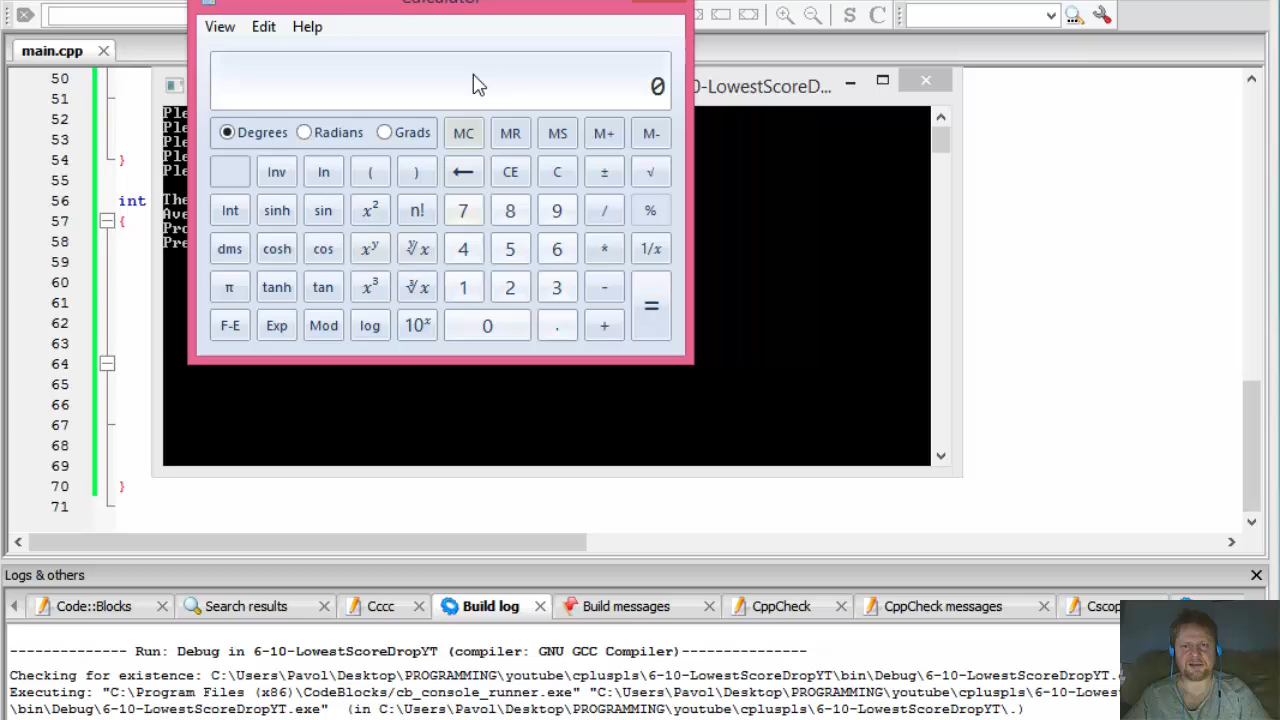 Calculator
View Edit Help
main.cpp
0
10-LowestScoreD...
Degrees Radians Grads MC MR MS M+ M-
Inv ln ( ) ← CE C ± √
Int sinh sin x² n! 7 8 9 / %
dms cosh cos xʸ ʸ√x 4 5 6 * 1/x
π tanh tan x³ ³√x 1 2 3 - =
F-E Exp Mod log 10ˣ 0 . +
Ple
Ple
Ple
Ple
Ple
The
Ave
Pro
Pre
50
51
52
53
54 }
55
56 int
57 {
58
59
60
61
62
63
64
65
66
67
68
69
70 }
71
Logs & others
Code::Blocks Search results Cccc Build log Build messages CppCheck CppCheck messages Cscop
-------------- Run: Debug in 6-10-LowestScoreDropYT (compiler: GNU GCC Compiler)---------------
Checking for existence: C:\Users\Pavol\Desktop\PROGRAMMING\youtube\cpluspls\6-10-LowestScoreDropYT\bin\Debug\6-10-LowestScoreDropYT.
Executing: "C:\Program Files (x86)\CodeBlocks/cb_console_runner.exe" "C:\Users\Pavol\Desktop\PROGRAMMING\youtube\cpluspls\6-10-Lowest
\bin\Debug\6-10-LowestScoreDropYT.exe" (in C:\Users\Pavol\Desktop\PROGRAMMING\youtube\cpluspls\6-10-LowestScoreDropYT\.)